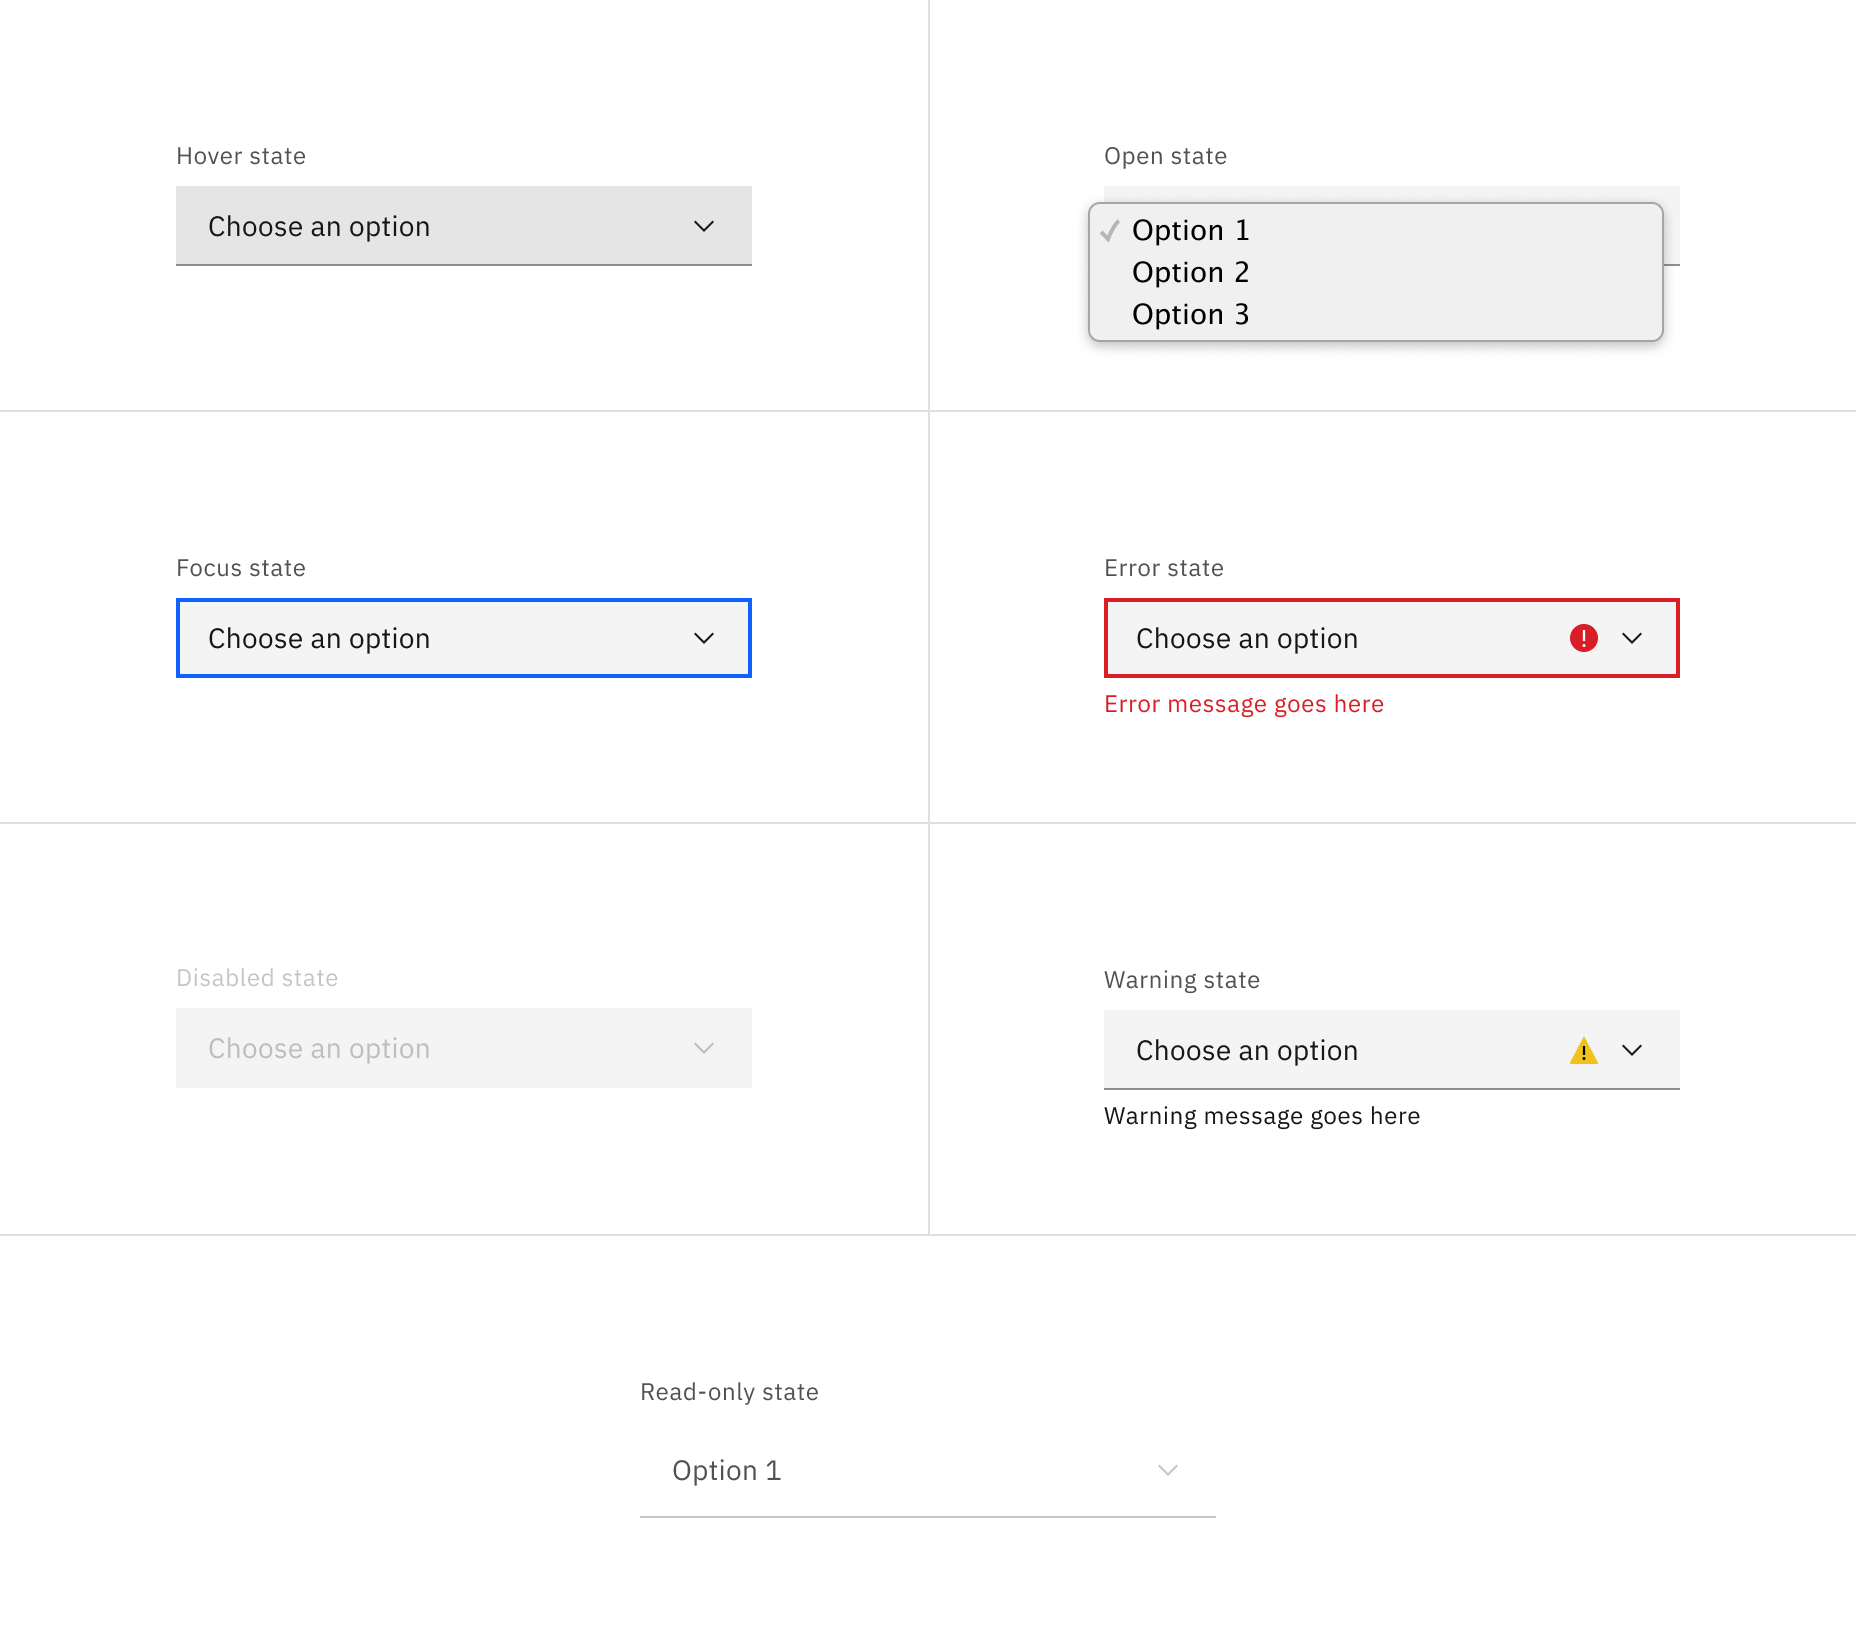 Hover state
Choose an option
Open state
Option 1
Option 2
Option 3
Focus state
Choose an option
Error state
Choose an option
Error message goes here
Disabled state
Choose an option
Warning state
Choose an option
Warning message goes here
Read-only state
Option 1